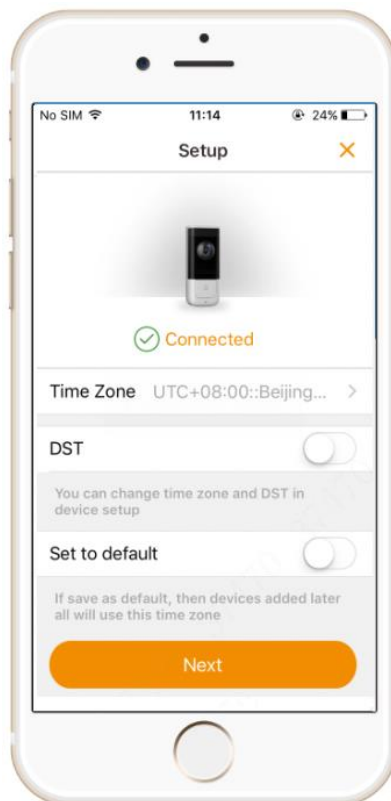 No SIM 11:14 24%
Setup
Connected
Time Zone UTC+08:00::Beijing...
DST
You can change time zone and DST in
device setup
Set to default
If save as default, then devices added later
all will use this time zone
Next